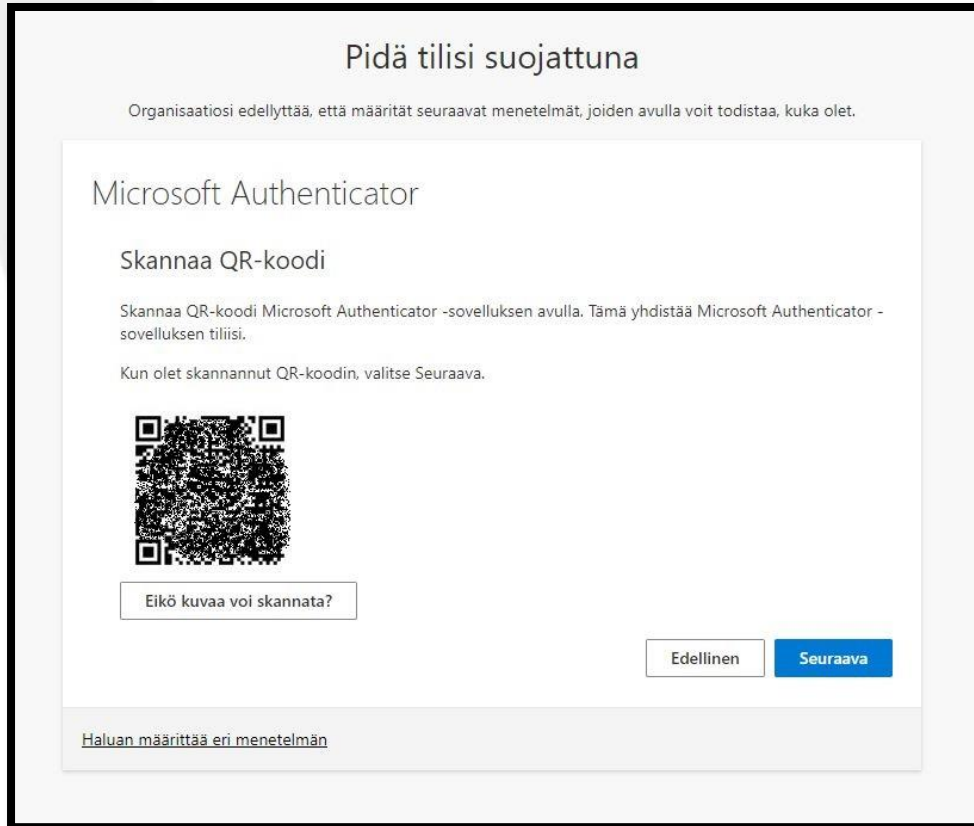 Pidä tilisi suojattuna
Organisaatiosi edellyttää, että määrität seuraavat menetelmät, joiden avulla voit todistaa, kuka olet.
Microsoft Authenticator
Skannaa QR-koodi
Skannaa QR-koodi Microsoft Authenticator -sovelluksen avulla. Tämä yhdistää Microsoft Authenticator -
sovelluksen tiliisi.
Kun olet skannannut QR-koodin, valitse Seuraava.
Eikö kuvaa voi skannata?
Edellinen
Seuraava
Haluan määrittää eri menetelmän